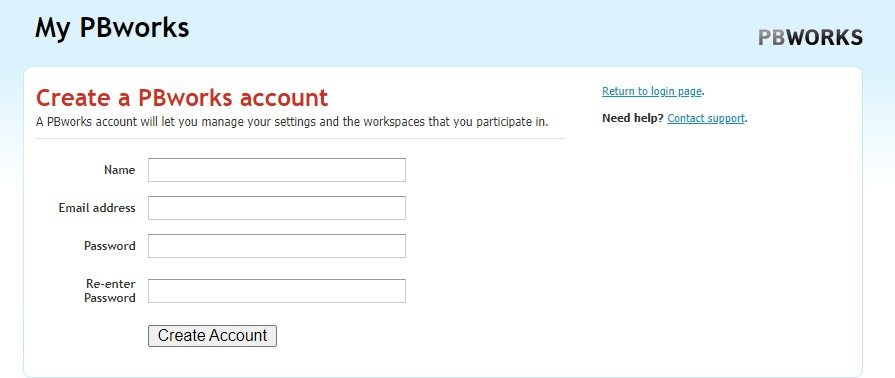 My PBworks
PBWORKS
Create a PBworks account
A PBworks account will let you manage your settings and the workspaces that you participate in.
Name
Email address
Password
Re-enter
Password
Create Account
Return to login page.
Need help? Contact support.